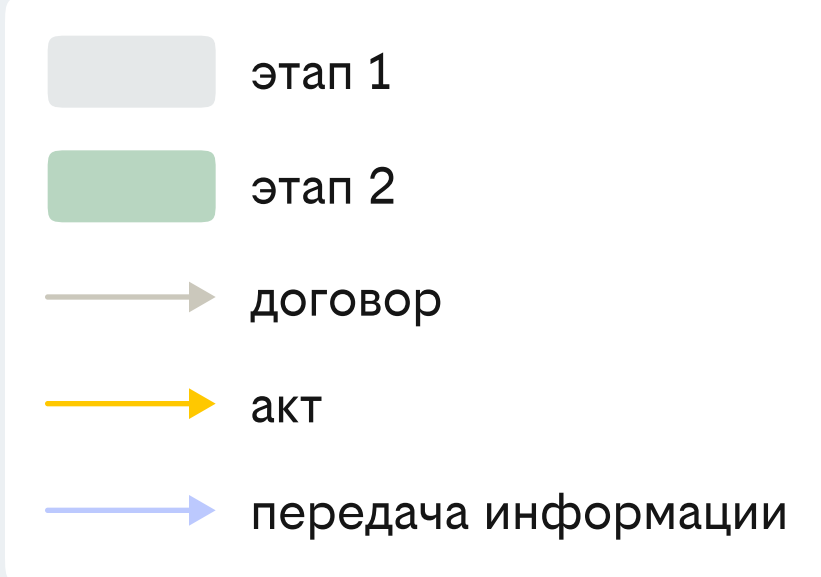 этап 1
этап 2
договор
акт
передача информации